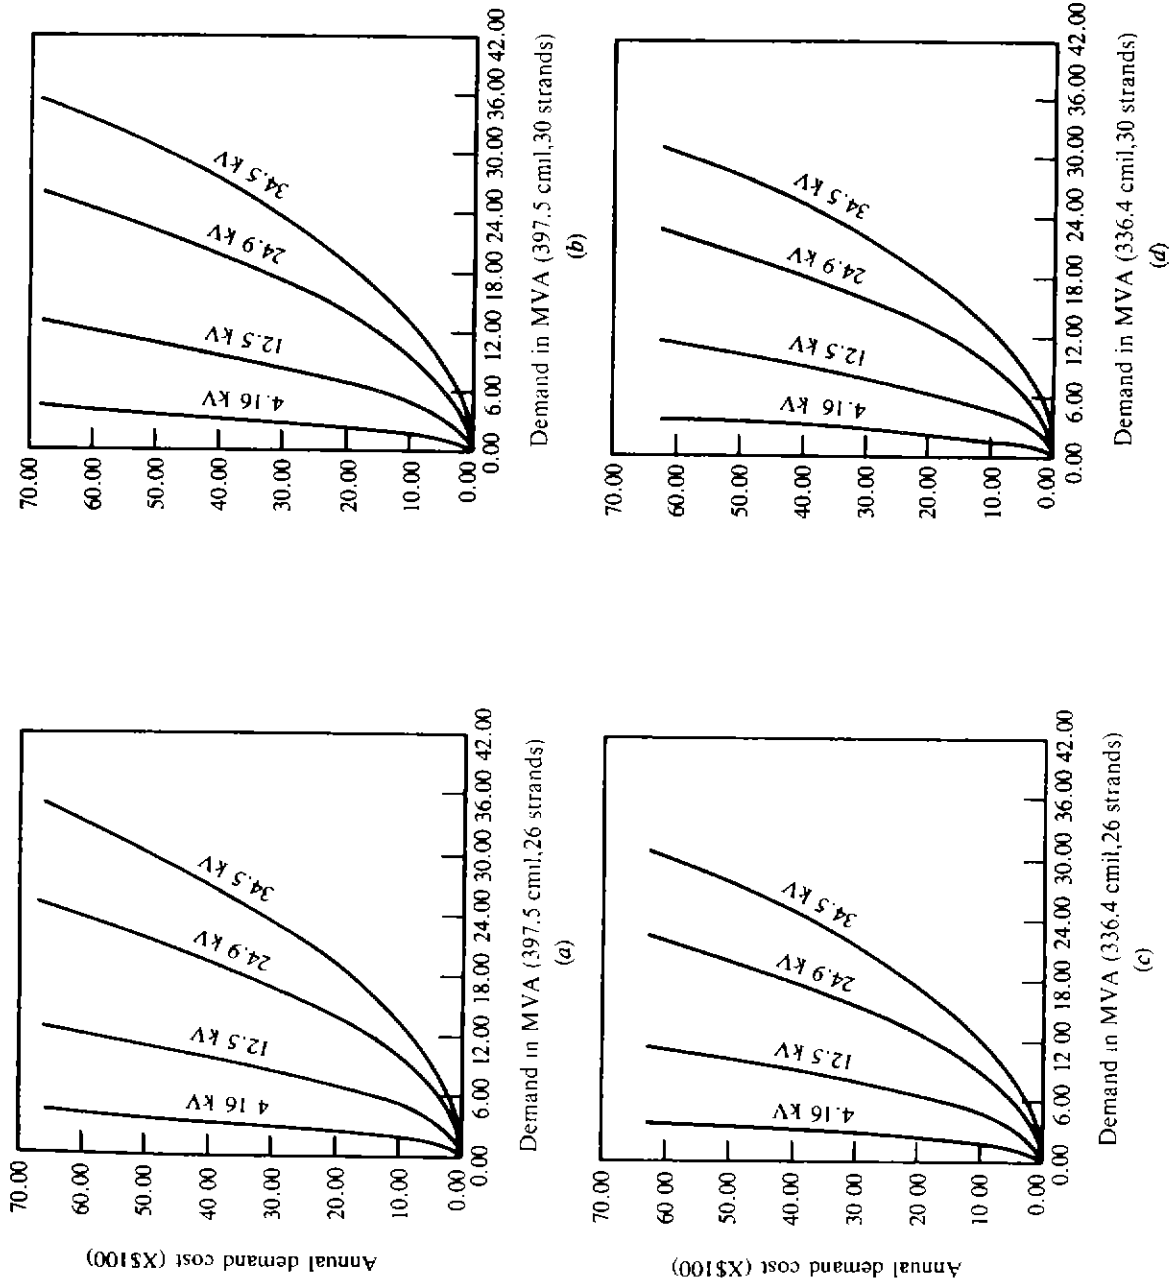 70.00
60.00
50.00
40.00
30.00
20.00
10.00
0.00
Annual demand cost (X$100)
4 16 kV
12.5 kV
24.9 kV
34.5 kV
0.00 6.00 12.00 18.00 24.00 30.00 36.00 42.00
Demand in MVA (397.5 cmil,26 strands)
(a)
70.00
60.00
50.00
40.00
30.00
20.00
10.00
0.00
4.16 kV
12.5 kV
24.9 kV
34.5 kV
0.00 6.00 12.00 18.00 24.00 30.00 36.00 42.00
Demand in MVA (397.5 cmil,30 strands)
(b)
70.00
60 00
50.00
40.00
30.00
20.00
10 00
0.00
Annual demand cost (X$100)
4.16 kV
12.5 kV
24.9 kV
34.5 kV
0.00 6.00 12 00 18.00 24.00 30.00 36.00 42.00
Demand in MVA (336.4 cmil,26 strands)
(c)
70.00
60.00
50.00
40.00
30.00
20.00
10.00
0.00
4.16 kV
12.5 kV
24.9 kV
34.5 kV
0.00 6.00 12.00 18.00 24.00 30.00 36.00 42.00
Demand in MVA (336.4 cmil,30 strands)
(d)